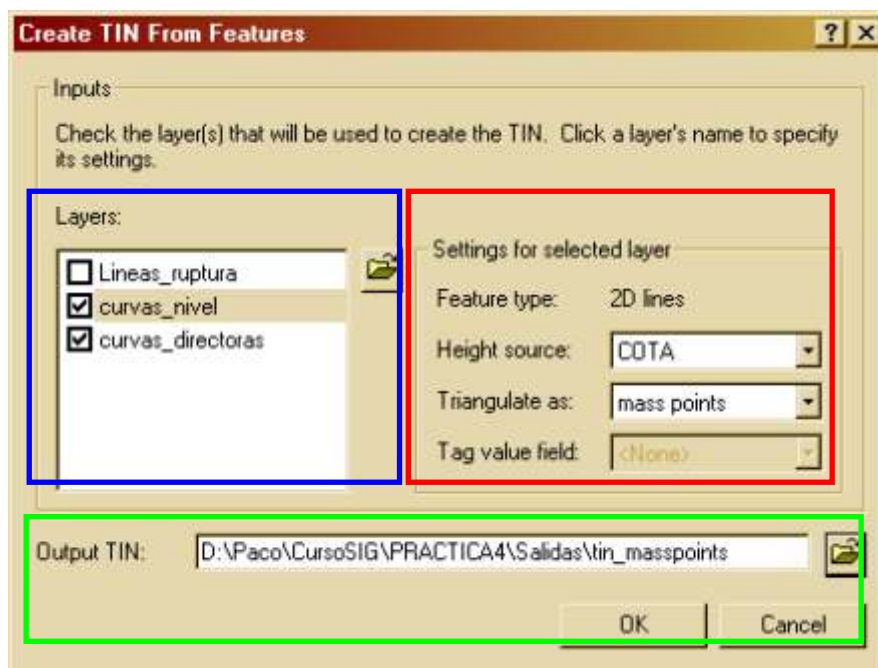 Create TIN From Features
Inputs
Check the layer(s) that will be used to create the TIN. Click a layer's name to specify
its settings.
Layers:
Lineas_ruptura
curvas_nivel
curvas_directoras
Settings for selected layer
Feature type: 2D lines
Height source: COTA
Triangulate as: mass points
Tag value field: <None>
Output TIN: D:\Paco\CursoSIG\PRACTICA4\Salidas\tin_masspoints
OK Cancel